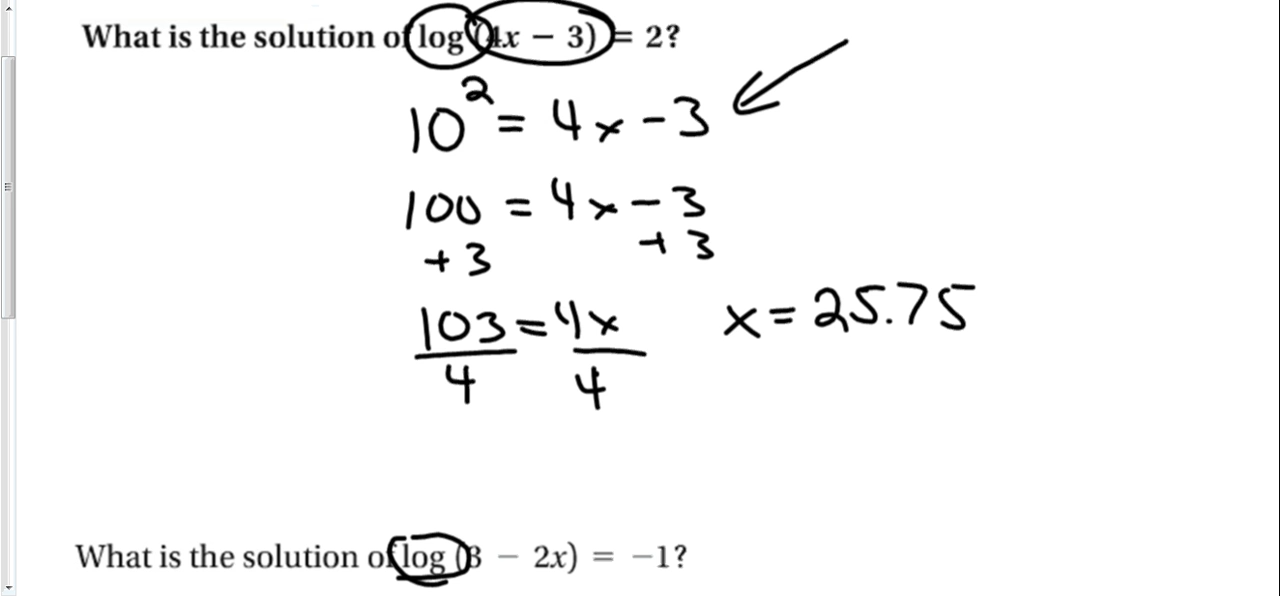 What is the solution of log (4x − 3) = 2?
10² = 4x - 3
100 = 4x - 3
+ 3 + 3
103 = 4x x = 25.75
4 4
What is the solution of log (3 − 2x) = −1?